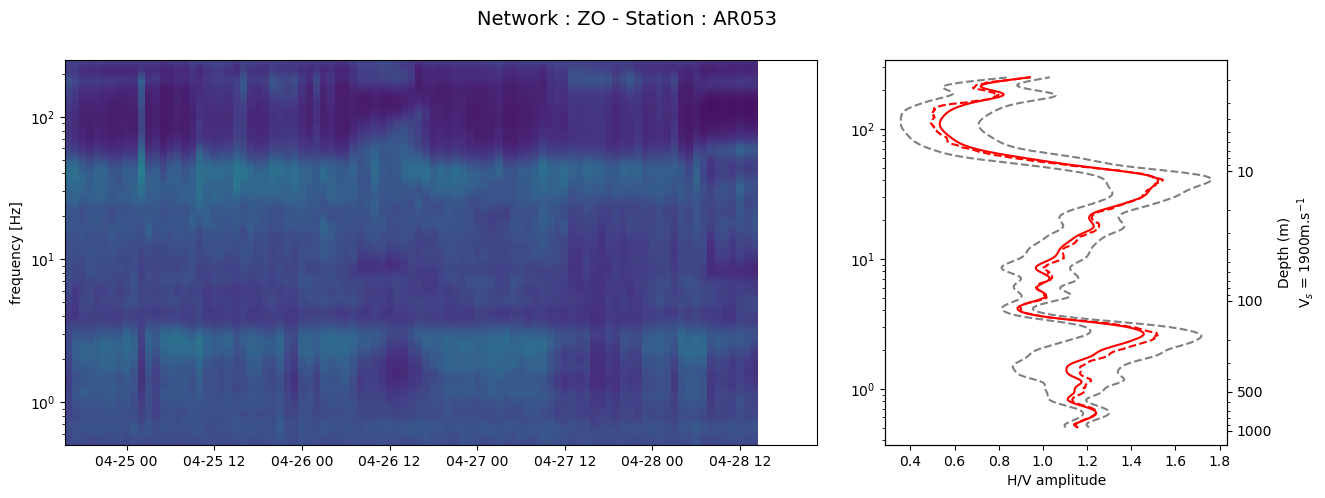 Network : ZO - Station : AR053
frequency [Hz]
10²
10¹
10⁰
04-25 00 04-25 12 04-26 00 04-26 12 04-27 00 04-27 12 04-28 00 04-28 12
10²
10¹
10⁰
0.4 0.6 0.8 1.0 1.2 1.4 1.6 1.8
H/V amplitude
10
100
500
1000
Depth (m)
Vₛ = 1900m.s⁻¹